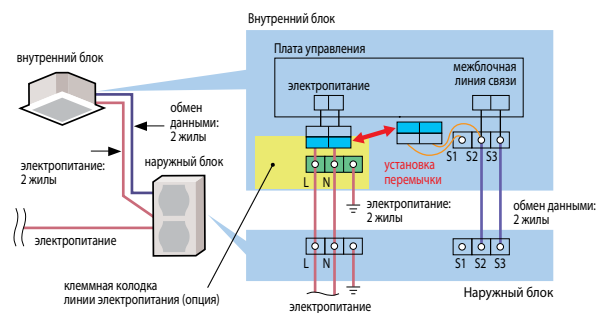 Внутренний блок
Плата управления
внутренний блок
электропитание
межблочная
линия связи
обмен
данными:
2 жилы
S1 S2 S3
электропитание:
2 жилы
наружный блок
установка
перемычки
L N
электропитание:
2 жилы
обмен данными:
2 жилы
электропитание
L N
S1 S2 S3
клеммная колодка
линии электропитания (опция)
Наружный блок
электропитание